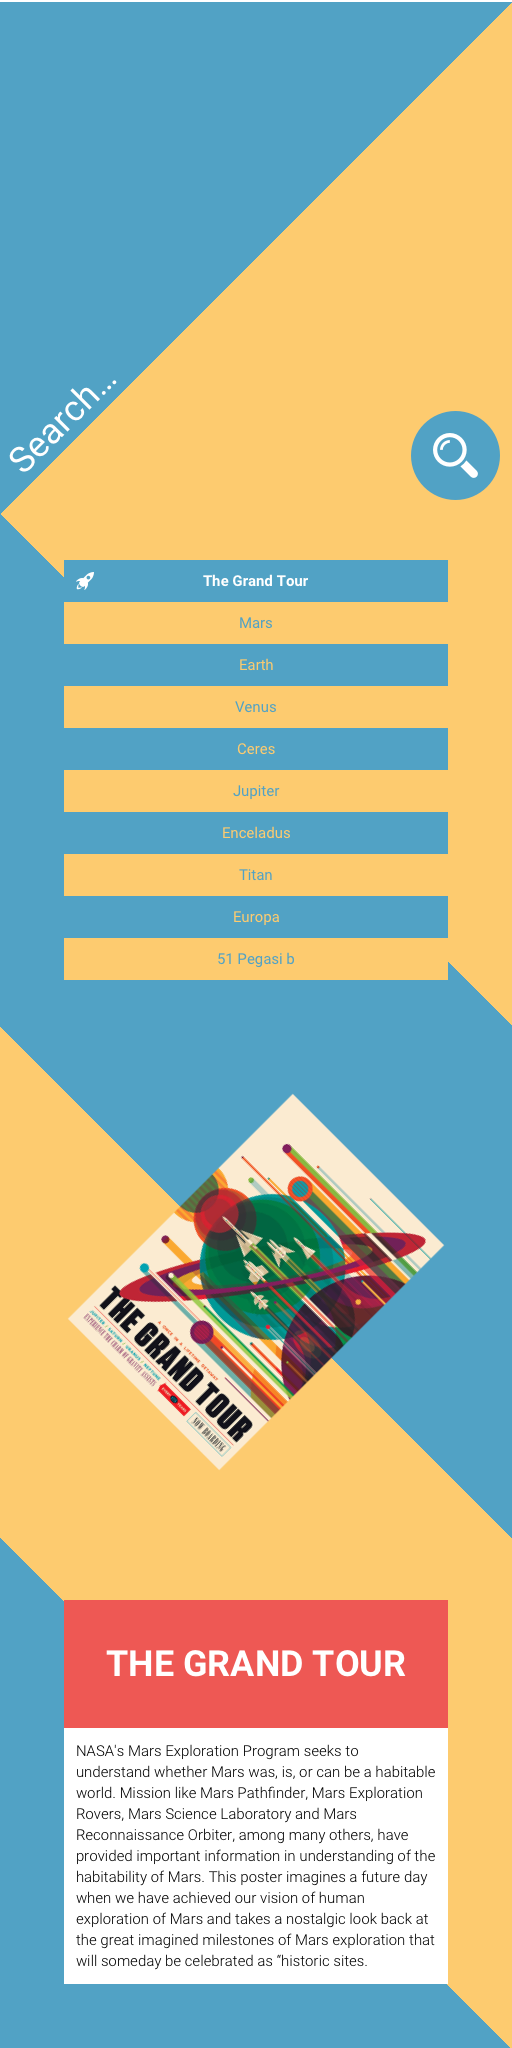 Search...
The Grand Tour
Mars
Earth
Venus
Ceres
Jupiter
Enceladus
Titan
Europa
51 Pegasi b
THE GRAND TOUR
A ONCE IN A LIFETIME GETAWAY
JUPITER • SATURN • URANUS • NEPTUNE
EXPERIENCE THE CHARM OF GRAVITY ASSISTS
NOW BOARDING
THE GRAND TOUR
NASA's Mars Exploration Program seeks to
understand whether Mars was, is, or can be a habitable
world. Mission like Mars Pathfinder, Mars Exploration
Rovers, Mars Science Laboratory and Mars
Reconnaissance Orbiter, among many others, have
provided important information in understanding of the
habitability of Mars. This poster imagines a future day
when we have achieved our vision of human
exploration of Mars and takes a nostalgic look back at
the great imagined milestones of Mars exploration that
will someday be celebrated as “historic sites.